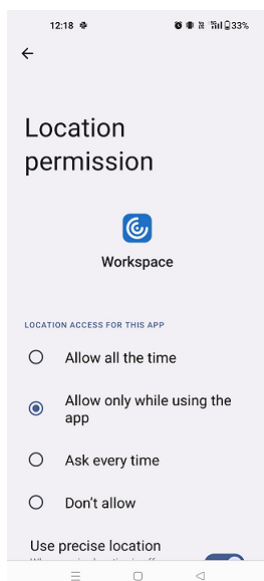 12:18 33%
Location
permission
Workspace
LOCATION ACCESS FOR THIS APP
Allow all the time
Allow only while using the
app
Ask every time
Don't allow
Use precise location